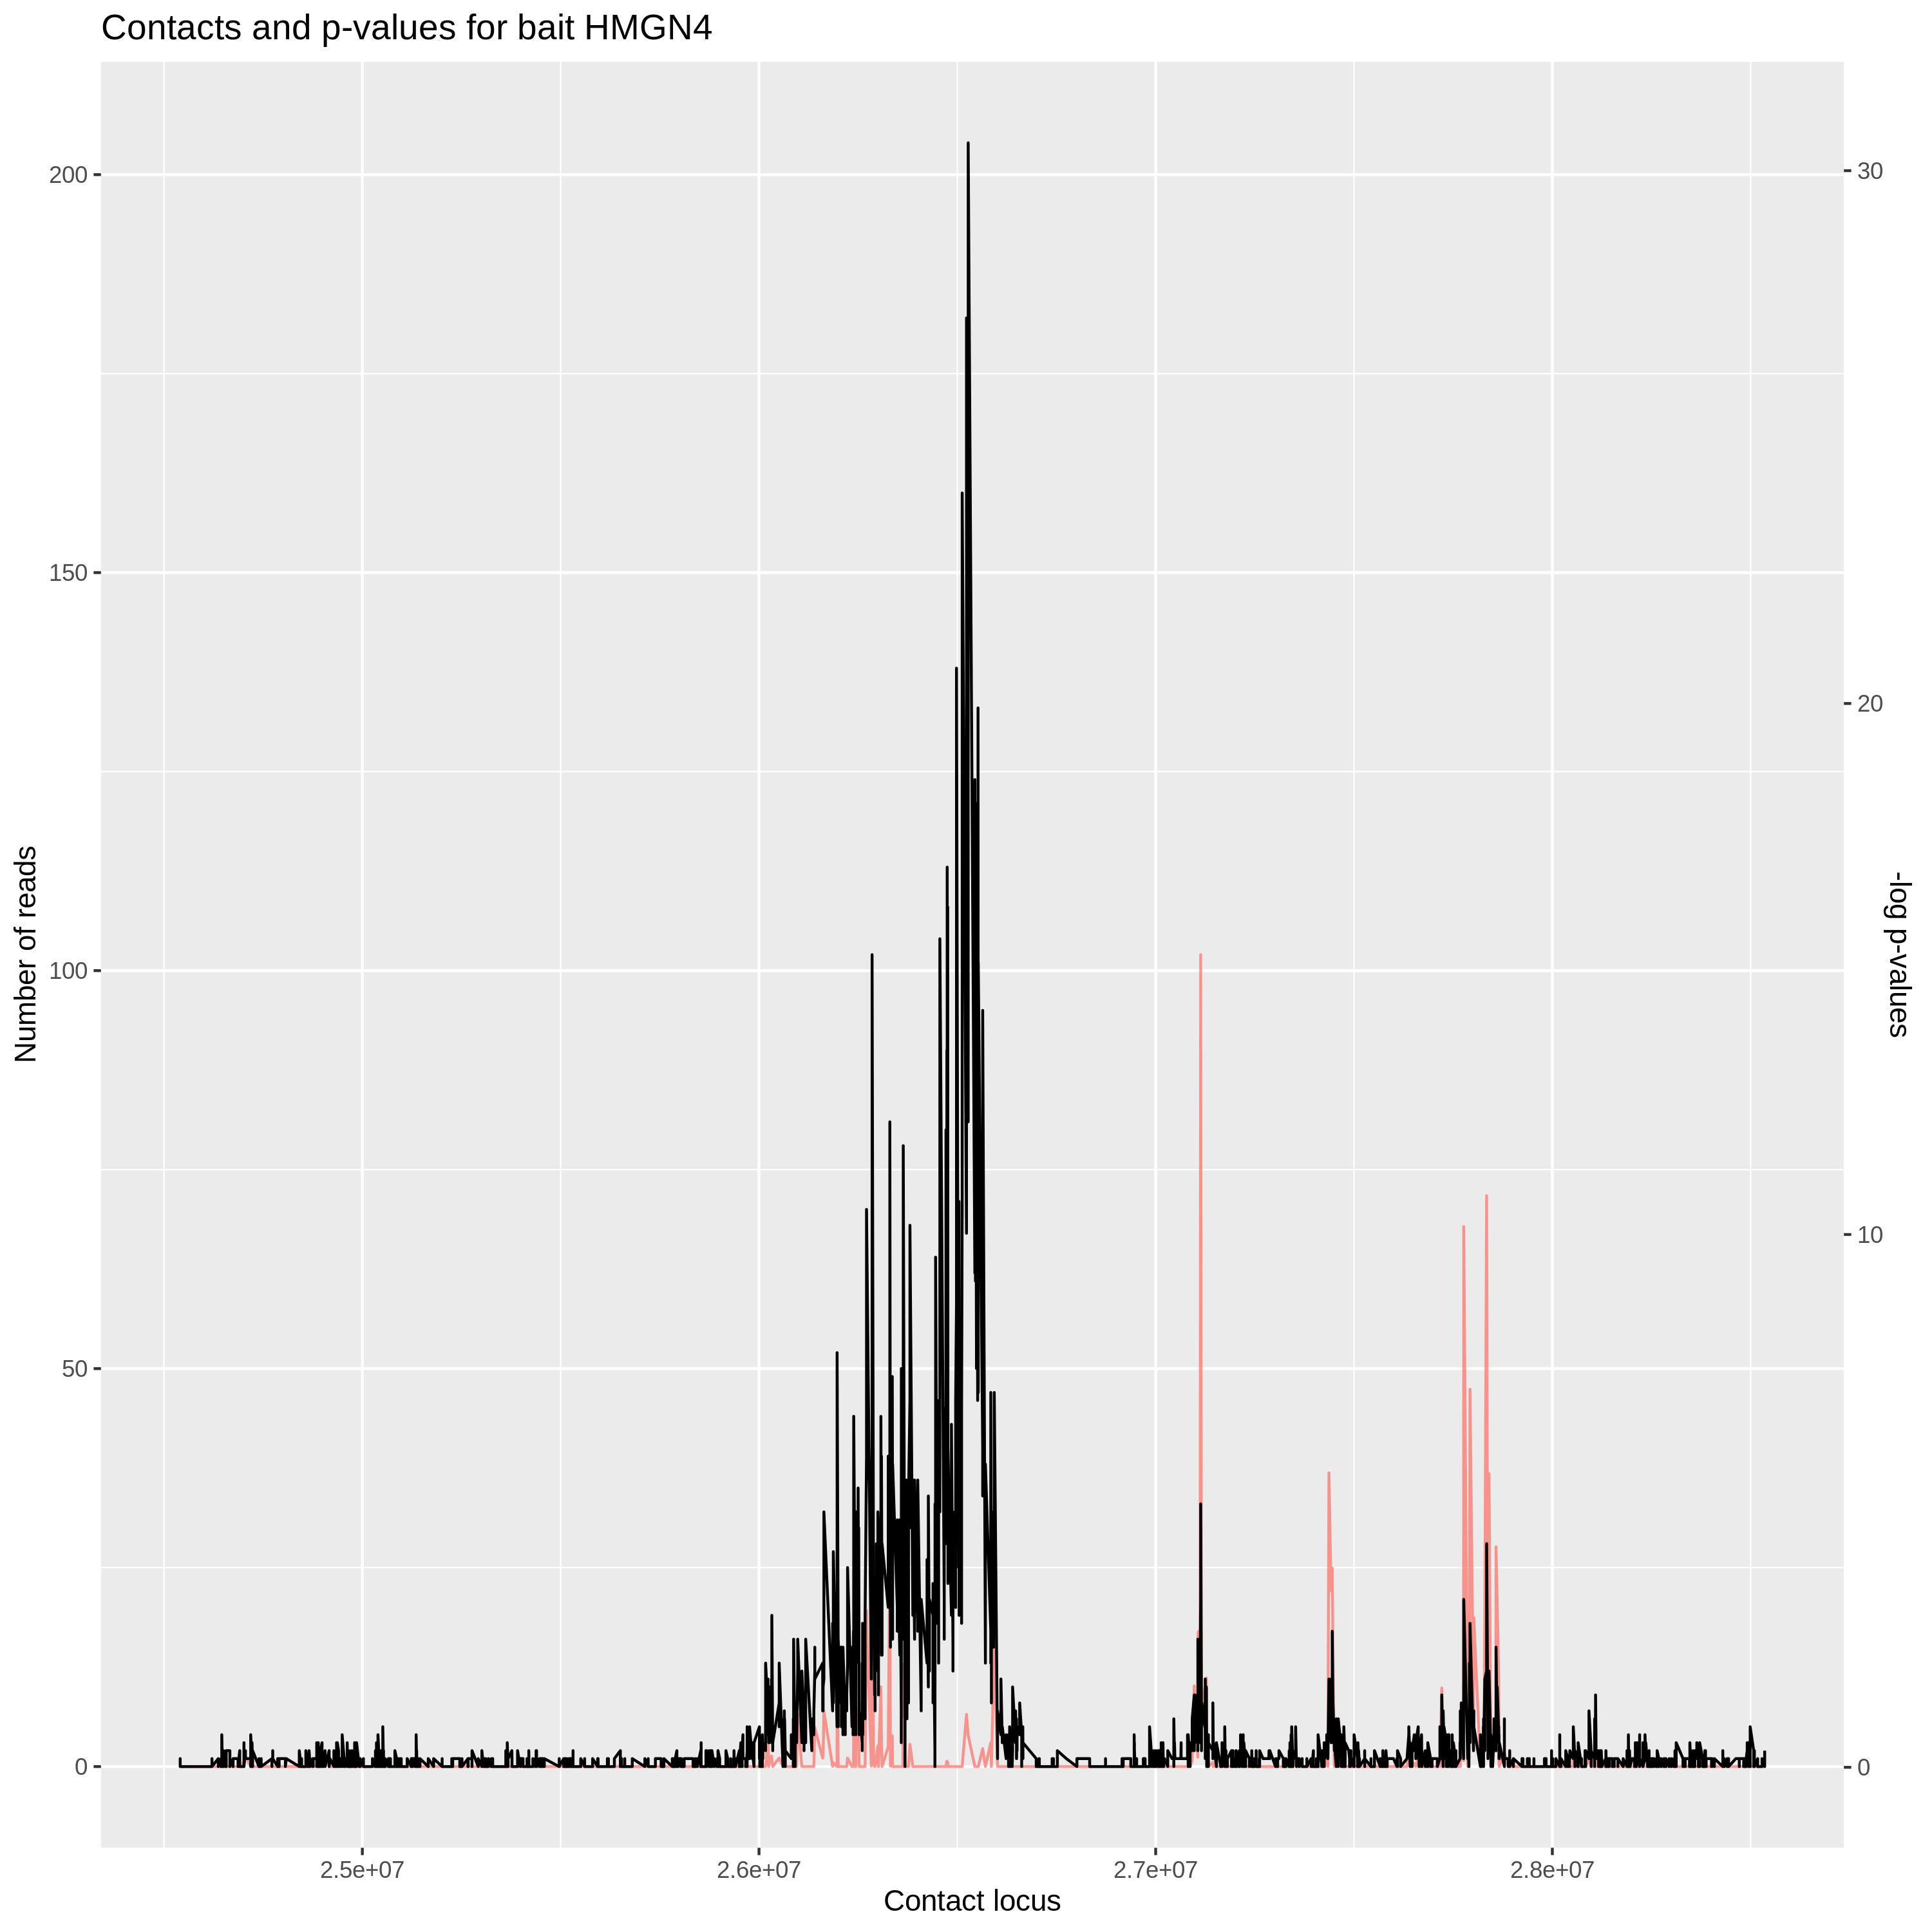 Contacts and p-values for bait HMGN4
200
150
100
50
0
30
20
10
0
Number of reads
-log p-values
2.5e+07
2.6e+07
2.7e+07
2.8e+07
Contact locus